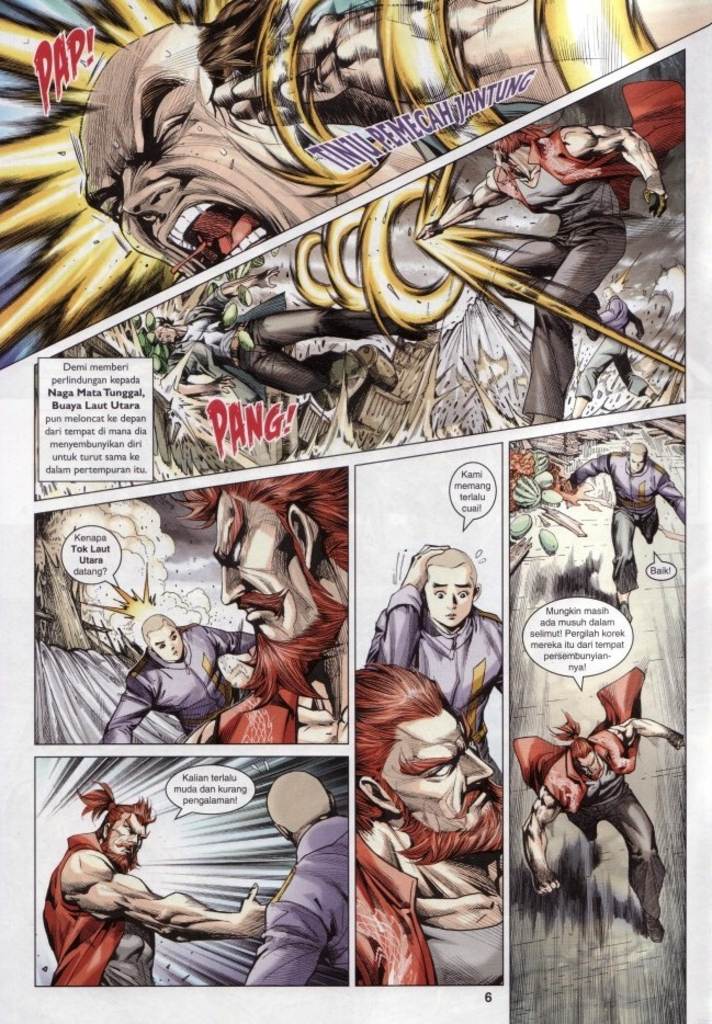 PAP!
TINJU PEMECAH JANTUNG
Demi memberi
perlindungan kepada
Naga Mata Tunggal,
Buaya Laut Utara
pun meloncat ke depan
dari tempat di mana dia
menyembunyikan diri
untuk turut sama ke
dalam pertempuran itu.
PANG!
Kenapa
Tok Laut
Utara
datang?
Kalian terlalu
muda dan kurang
pengalaman!
Kami
memang
terlalu
cuai!
Baik!
Mungkin masih
ada musuh dalam
selimut! Pergilah korek
mereka itu dari tempat
persembunyian-
nya!
6